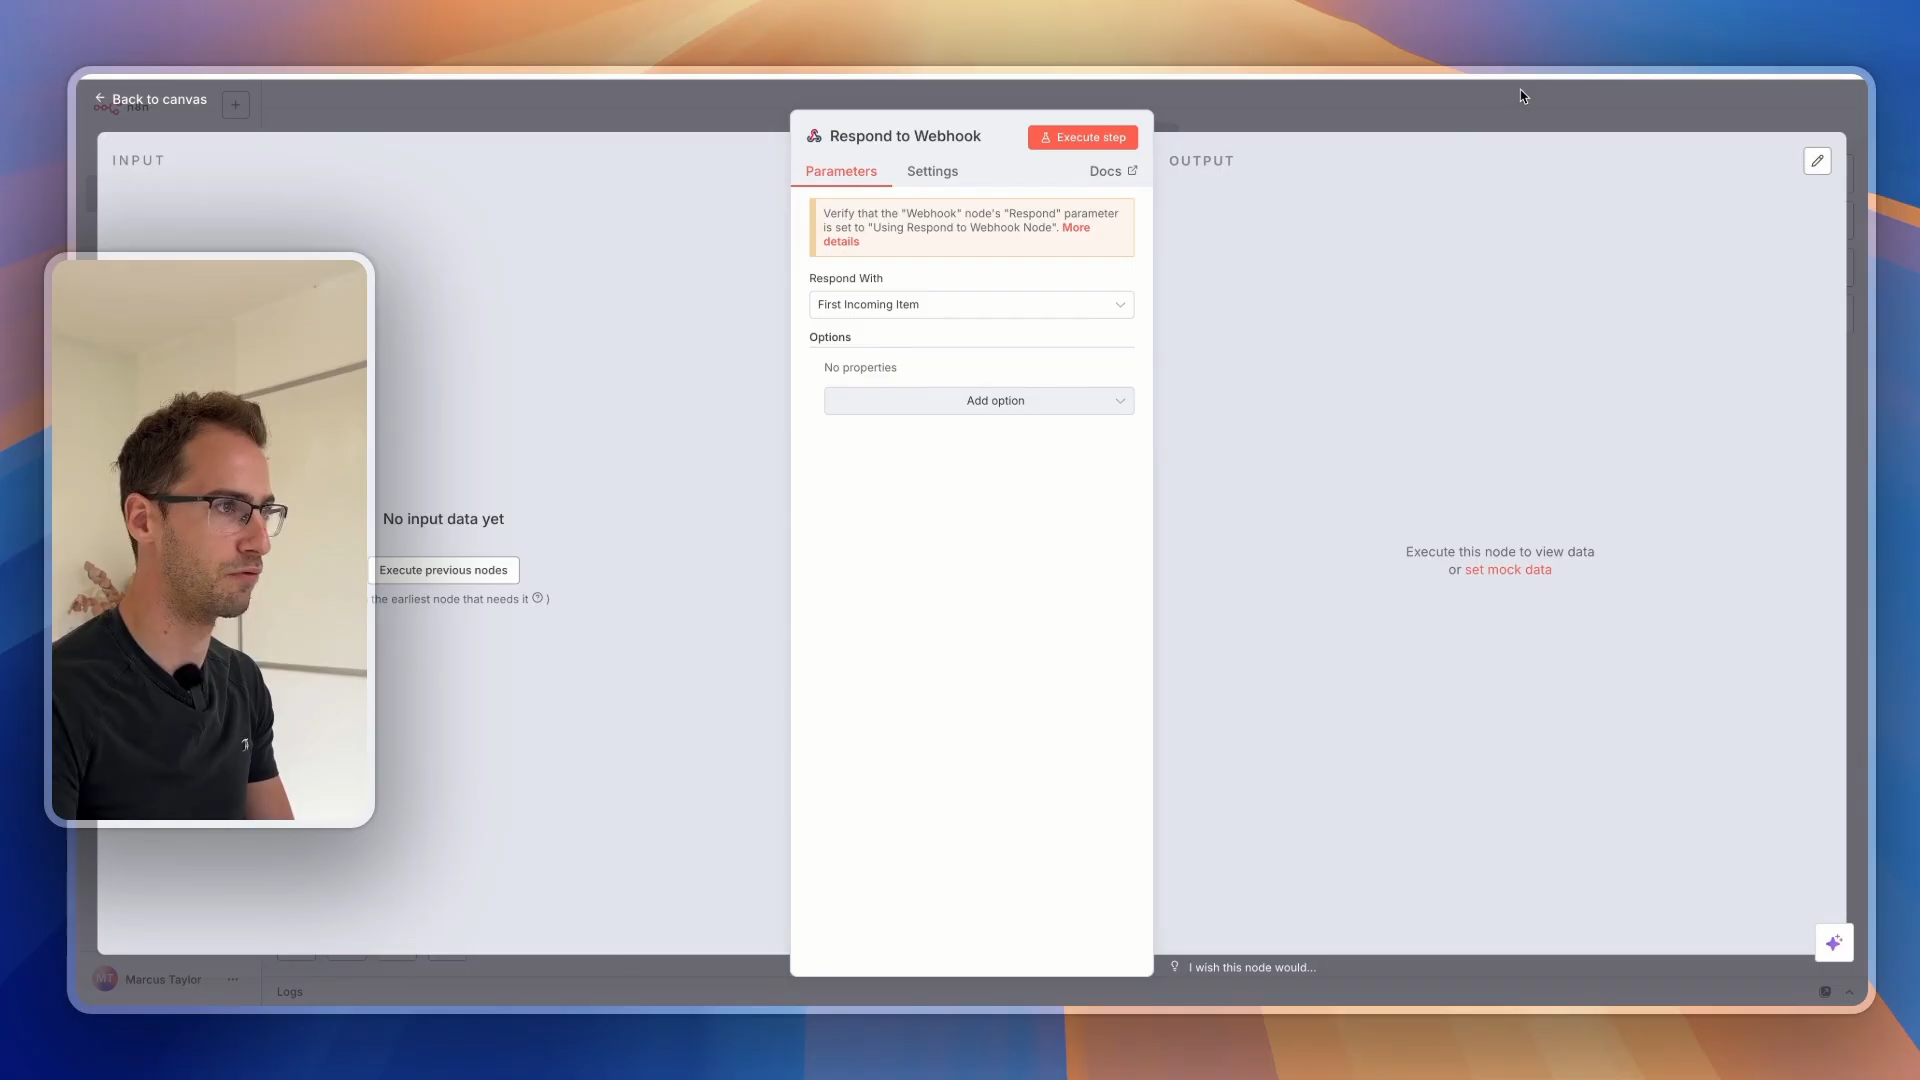 Back to canvas
n8n
INPUT
No input data yet
Execute previous nodes
the earliest node that needs it
)
Respond to Webhook
Execute step
Parameters
Settings
Docs
Verify that the "Webhook" node's "Respond" parameter
is set to "Using Respond to Webhook Node". More
details
Respond With
First Incoming Item
Options
No properties
Add option
OUTPUT
Execute this node to view data
or set mock data
I wish this node would...
MT
Marcus Taylor
Logs